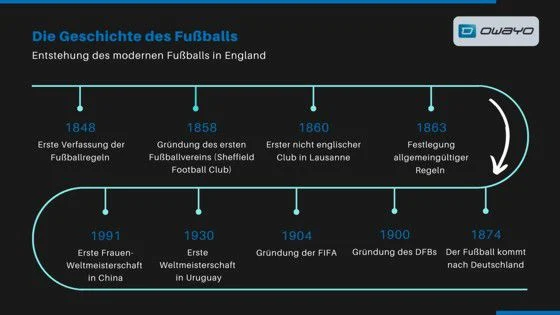 Die Geschichte des Fußballs
Entstehung des modernen Fußballs in England
owayo
1848
Erste Verfassung der
Fußballregeln
1858
Gründung des ersten
Fußballvereins (Sheffield
Football Club)
1860
Erster nicht englischer
Club in Lausanne
1863
Festlegung
allgemeingültiger
Regeln
1874
Der Fußball kommt
nach Deutschland
1900
Gründung des DFBs
1904
Gründung der FIFA
1930
Erste
Weltmeisterschaft
in Uruguay
1991
Erste Frauen-
Weltmeisterschaft
in China